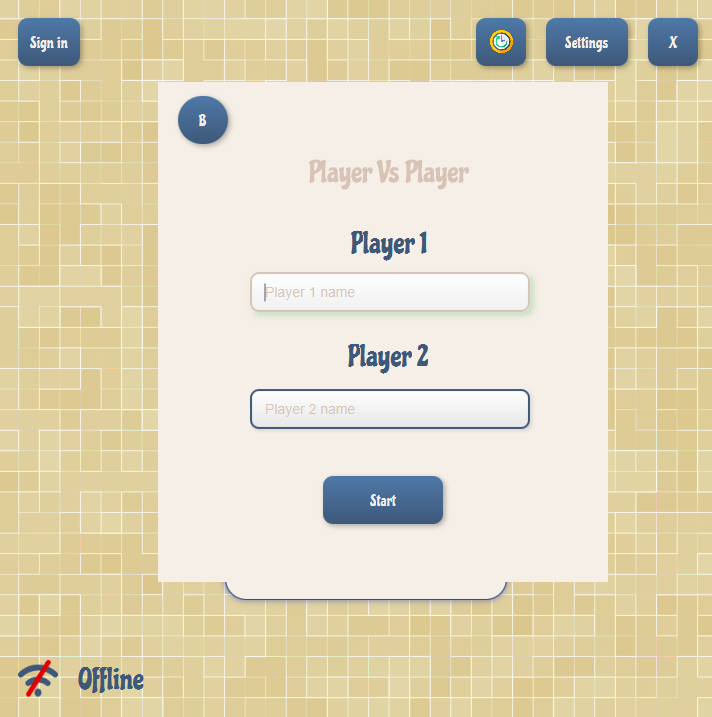 Sign in
Settings
X
B
Player Vs Player
Player 1
Player 1 name
Player 2
Player 2 name
Start
Offline